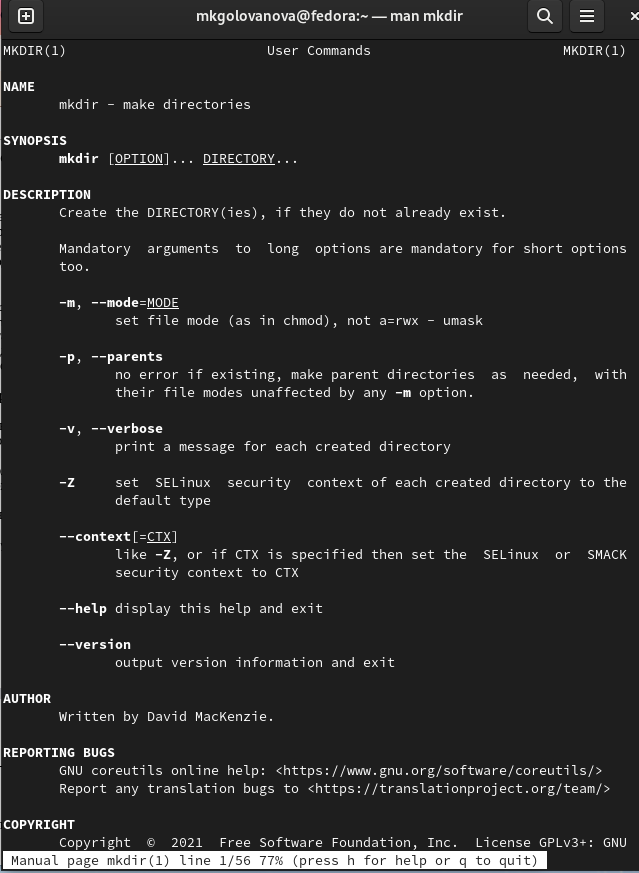 mkgolovanova@fedora:~ — man mkdir
MKDIR(1) User Commands MKDIR(1)
NAME
mkdir - make directories
SYNOPSIS
mkdir [OPTION]... DIRECTORY...
DESCRIPTION
Create the DIRECTORY(ies), if they do not already exist.
Mandatory arguments to long options are mandatory for short options
too.
-m, --mode=MODE
set file mode (as in chmod), not a=rwx - umask
-p, --parents
no error if existing, make parent directories as needed, with
their file modes unaffected by any -m option.
-v, --verbose
print a message for each created directory
-Z set SELinux security context of each created directory to the
default type
--context[=CTX]
like -Z, or if CTX is specified then set the SELinux or SMACK
security context to CTX
--help display this help and exit
--version
output version information and exit
AUTHOR
Written by David MacKenzie.
REPORTING BUGS
GNU coreutils online help: <https://www.gnu.org/software/coreutils/>
Report any translation bugs to <https://translationproject.org/team/>
COPYRIGHT
Copyright © 2021 Free Software Foundation, Inc. License GPLv3+: GNU
Manual page mkdir(1) line 1/56 77% (press h for help or q to quit)